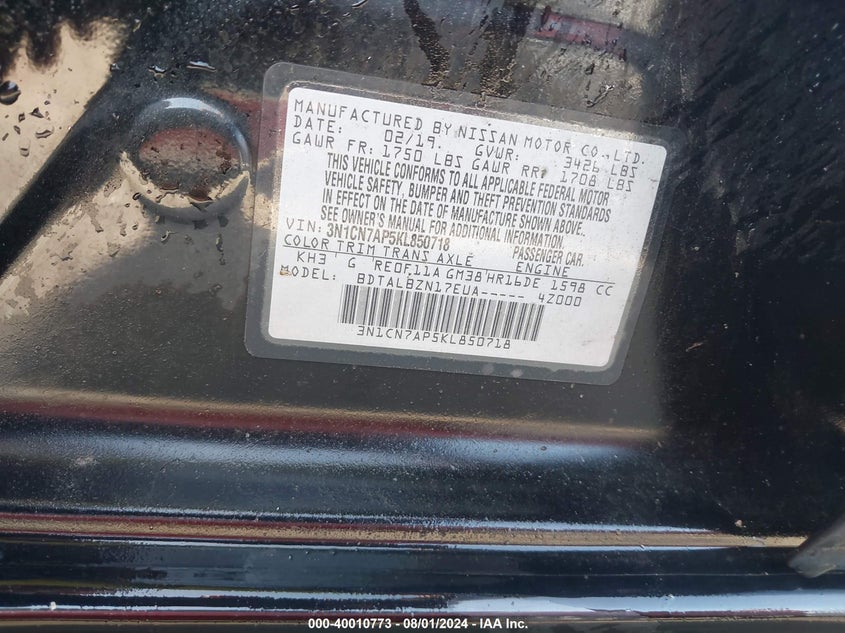 MANUFACTURED BY NISSAN MOTOR CO.,LTD.
DATE: 02/19. GVWR: 3426 LBS
GAWR FR: 1750 LBS GAWR RR: 1708 LBS
THIS VEHICLE CONFORMS TO ALL APPLICABLE FEDERAL MOTOR
VEHICLE SAFETY, BUMPER AND THEFT PREVENTION STANDARDS
IN EFFECT ON THE DATE OF MANUFACTURE SHOWN ABOVE.
SEE OWNER'S MANUAL FOR ADDITIONAL INFORMATION.
VIN: 3N1CN7AP5KL850718 PASSENGER CAR.
COLOR TRIM TRANS AXLE ENGINE
KH3 G RE0F11A GM38 HR16DE 1598 CC
MODEL: BDTALBZN17EUA----- 4Z000
3N1CN7AP5KL850718
000-40010773 - 08/01/2024 - IAA Inc.